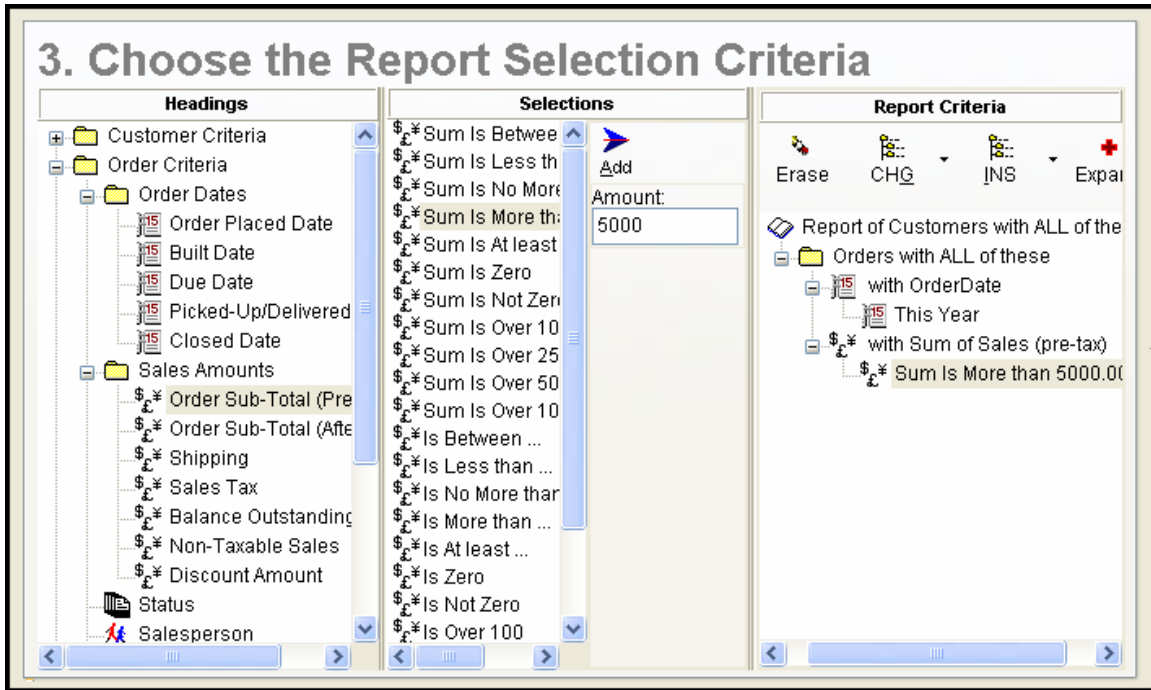 3. Choose the Report Selection Criteria
Headings
Customer Criteria
Order Criteria
Order Dates
Order Placed Date
Built Date
Due Date
Picked-Up/Delivered
Closed Date
Sales Amounts
Order Sub-Total (Pre
Order Sub-Total (Afte
Shipping
Sales Tax
Balance Outstanding
Non-Taxable Sales
Discount Amount
Status
Salesperson
Selections
Sum Is Betwee
Sum Is Less th
Sum Is No More
Sum Is More tha
Sum Is At least
Sum Is Zero
Sum Is Not Zero
Sum Is Over 10
Sum Is Over 25
Sum Is Over 50
Sum Is Over 10
Is Between ...
Is Less than ...
Is No More than
Is More than ...
Is At least ...
Is Zero
Is Not Zero
Is Over 100
Add
Amount:
5000
Report Criteria
Erase CHG INS Expan
Report of Customers with ALL of the
Orders with ALL of these
with OrderDate
This Year
with Sum of Sales (pre-tax)
Sum Is More than 5000.00